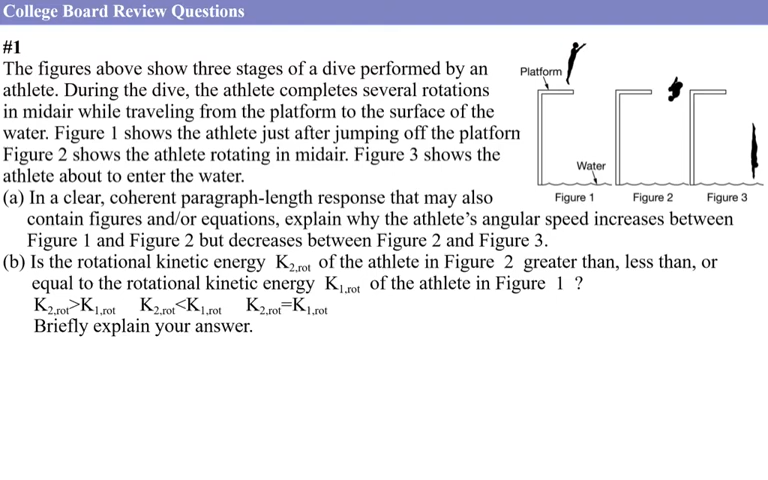 College Board Review Questions
#1
The figures above show three stages of a dive performed by an
athlete. During the dive, the athlete completes several rotations
in midair while traveling from the platform to the surface of the
water. Figure 1 shows the athlete just after jumping off the platforn
Figure 2 shows the athlete rotating in midair. Figure 3 shows the
athlete about to enter the water.
Platform
Water
Figure 1 Figure 2 Figure 3
(a) In a clear, coherent paragraph-length response that may also
contain figures and/or equations, explain why the athlete's angular speed increases between
Figure 1 and Figure 2 but decreases between Figure 2 and Figure 3.
(b) Is the rotational kinetic energy K2,rot of the athlete in Figure 2 greater than, less than, or
equal to the rotational kinetic energy K1,rot of the athlete in Figure 1 ?
K2,rot>K1,rot K2,rot<K1,rot K2,rot=K1,rot
Briefly explain your answer.